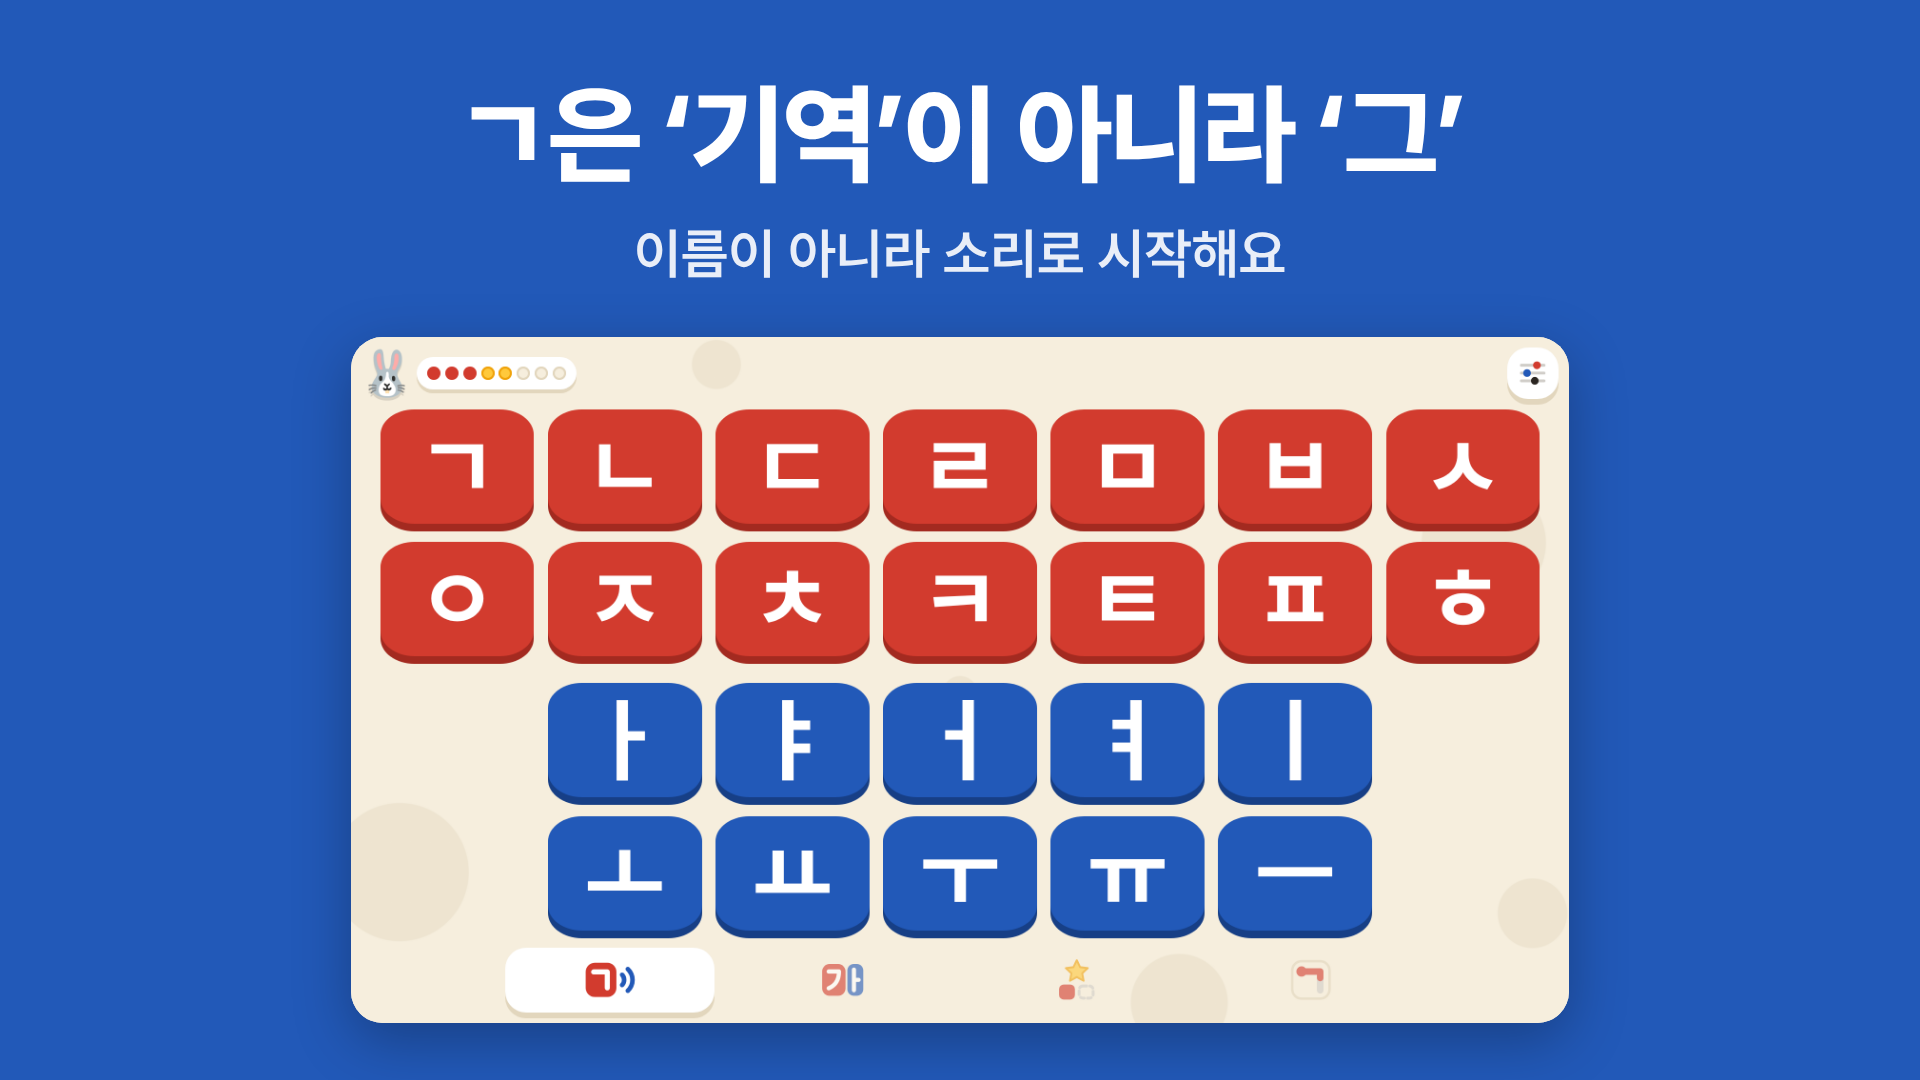 ㄱ은 ‘기역’이 아니라 ‘그’
이름이 아니라 소리로 시작해요
ㄱ ㄴ ㄷ ㄹ ㅁ ㅂ ㅅ
ㅇ ㅈ ㅊ ㅋ ㅌ ㅍ ㅎ
ㅏ ㅑ ㅓ ㅕ ㅣ
ㅗ ㅛ ㅜ ㅠ ㅡ
ㄱ 가 ㄱ